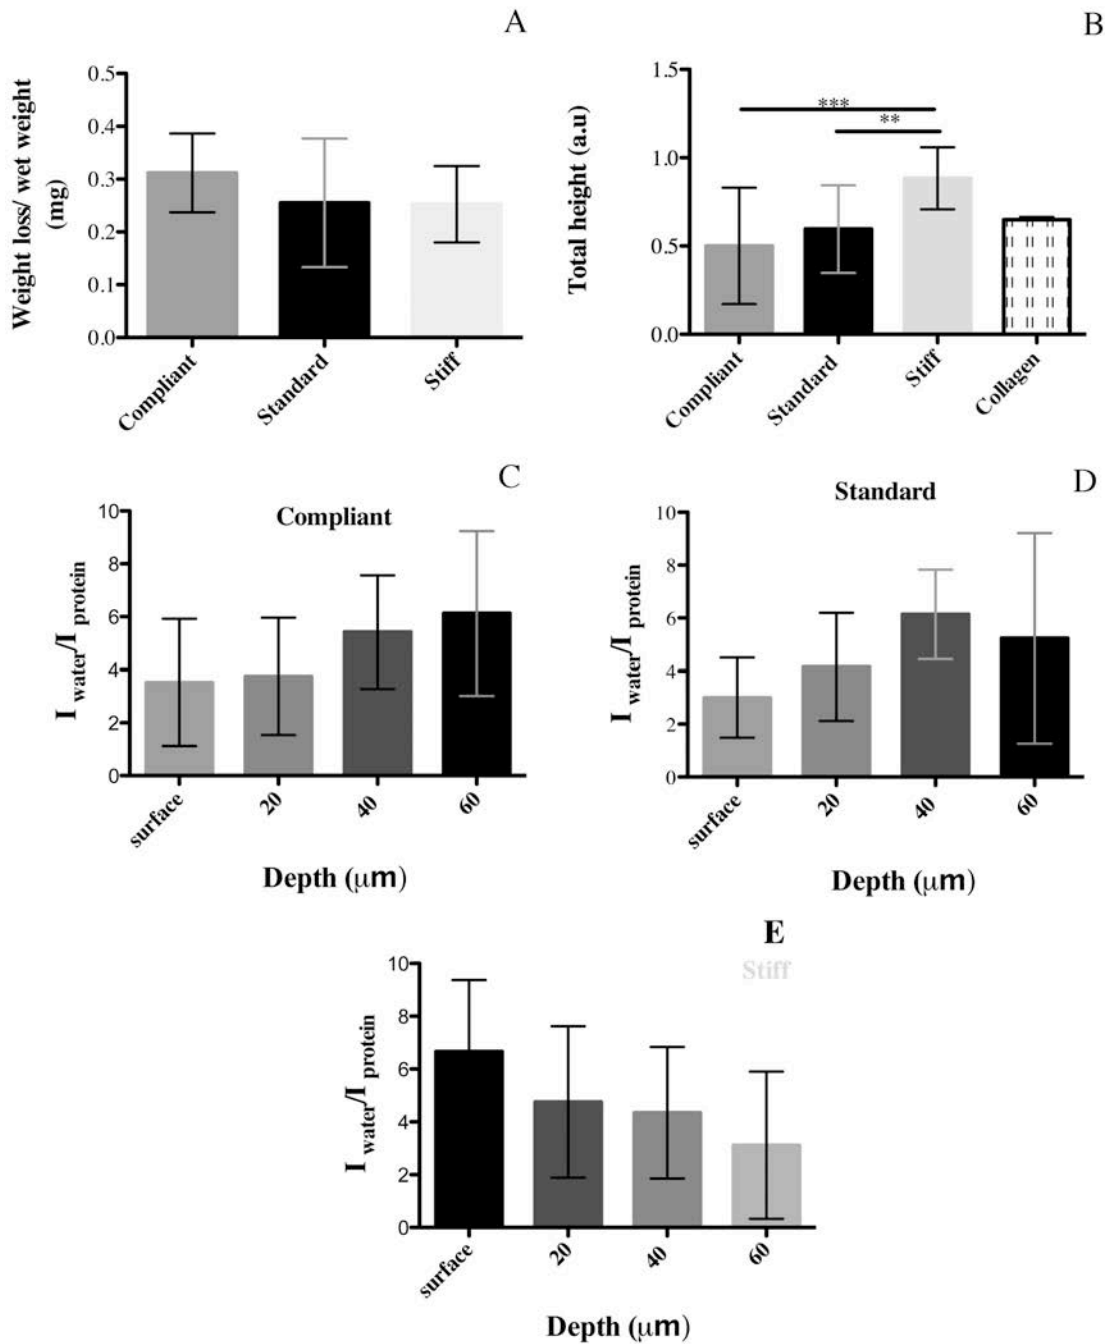 A
Weight loss/ wet weight
(mg)
0.5
0.4
0.3
0.2
0.1
0.0
Compliant
Standard
Stiff
B
Total height (a.u)
1.5
1.0
0.5
0.0
***
**
Compliant
Standard
Stiff
Collagen
C
Compliant
I water/I protein
10
8
6
4
2
0
surface
20
40
60
Depth (μm)
D
Standard
I water/I protein
10
8
6
4
2
0
surface
20
40
60
Depth (μm)
E
Stiff
I water/I protein
10
8
6
4
2
0
surface
20
40
60
Depth (μm)